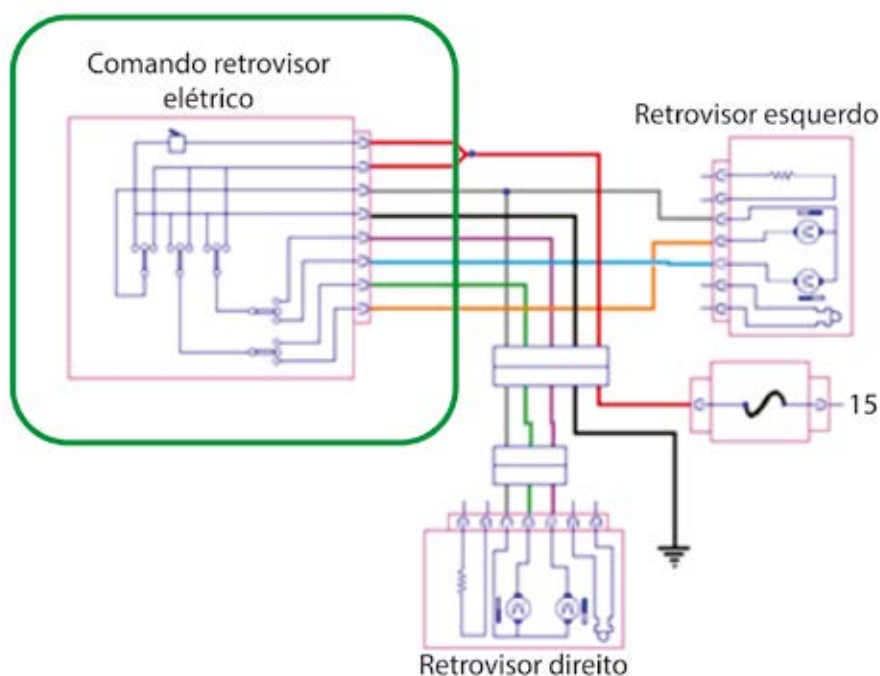 Comando retrovisor
elétrico
Retrovisor esquerdo
15
Retrovisor direito